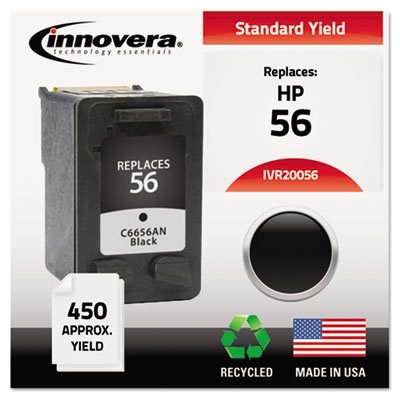 innovera
technology essentials
Standard Yield
Replaces:
HP
56
IVR20056
REPLACES
56
C6656AN
Black
450
APPROX.
YIELD
RECYCLED
MADE IN USA